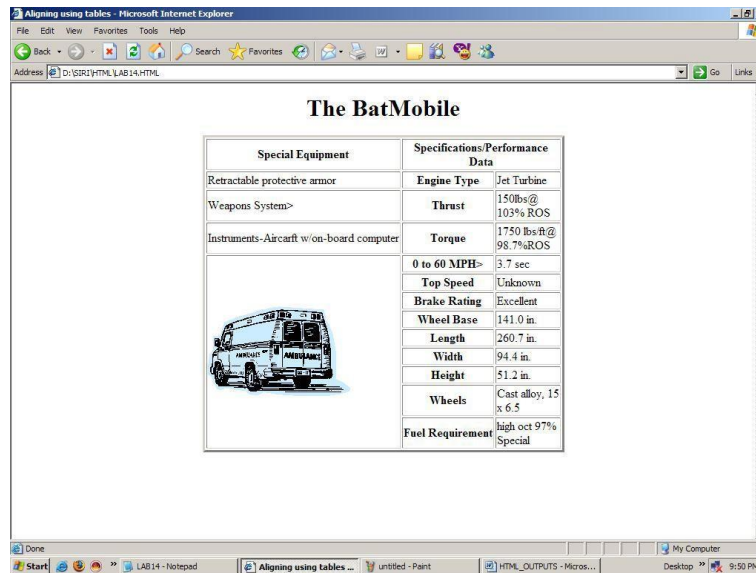 Aligning using tables - Microsoft Internet Explorer
File Edit View Favorites Tools Help
Back Search Favorites
Address D:\SIRI\HTML\LAB14.HTML Go Links
The BatMobile
Special Equipment
Specifications/Performance
Data
Retractable protective armor Engine Type Jet Turbine
Weapons System> Thrust 150lbs@
103% ROS
Instruments-Aircarft w/on-board computer Torque 1750 lbs/ft@
98.7%ROS
0 to 60 MPH> 3.7 sec
Top Speed Unknown
Brake Rating Excellent
Wheel Base 141.0 in.
Length 260.7 in.
Width 94.4 in.
Height 51.2 in.
Wheels Cast alloy, 15
x 6.5
Fuel Requirement high oct 97%
Special
AMBULANCE AMBULANCE
Done My Computer
Start LAB14 - Notepad Aligning using tables ... untitled - Paint HTML_OUTPUTS - Micros... Desktop 9:50 PM